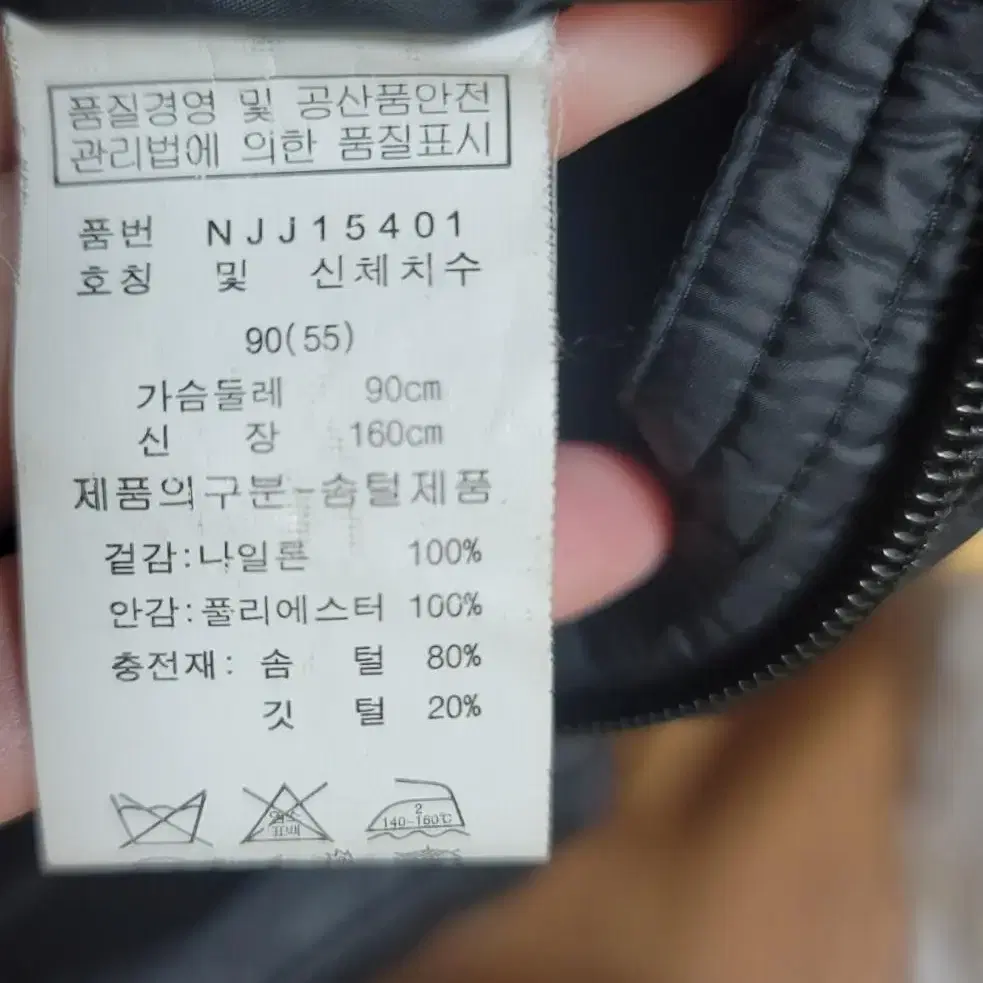 품질경영 및 공산품안전
관리법에 의한 품질표시
품번 NJJ15401
호칭 및 신체치수
90(55)
가슴둘레 90cm
신 장 160cm
제품의구분-솜털제품
겉감:나일론 100%
안감:폴리에스터 100%
충전재: 솜 털 80%
깃 털 20%
2
140~160℃